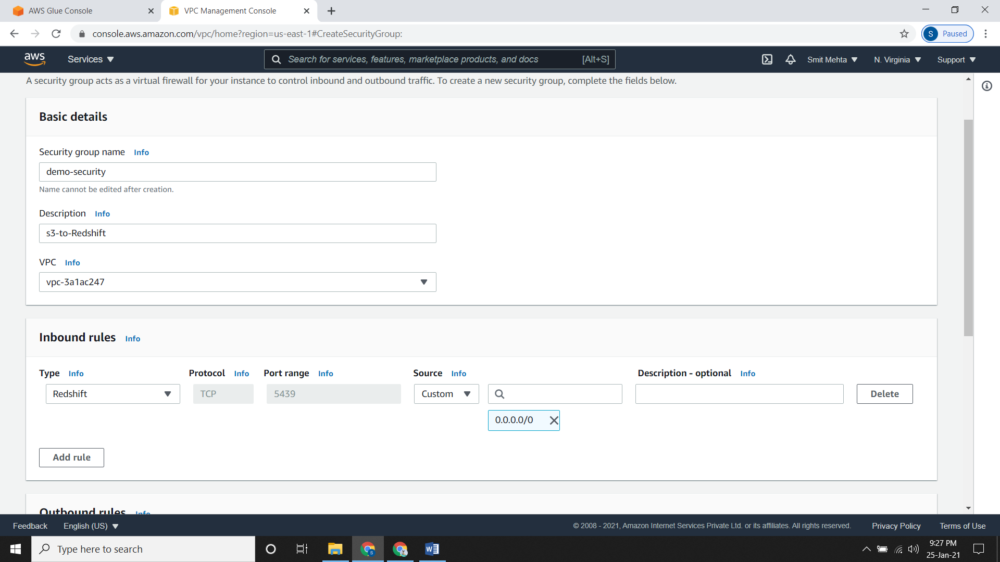 AWS Glue Console
VPC Management Console
console.aws.amazon.com/vpc/home?region=us-east-1#CreateSecurityGroup:
S Paused
aws Services Search for services, features, marketplace products, and docs [Alt+S] Smit Mehta N. Virginia Support
A security group acts as a virtual firewall for your instance to control inbound and outbound traffic. To create a new security group, complete the fields below.
Basic details
Security group name Info
demo-security
Name cannot be edited after creation.
Description Info
s3-to-Redshift
VPC Info
vpc-3a1ac247
Inbound rules Info
Type Info Protocol Info Port range Info Source Info Description - optional Info
Redshift TCP 5439 Custom Delete
0.0.0.0/0
Add rule
Outbound rules Info
Feedback English (US) © 2008 - 2021, Amazon Internet Services Private Ltd. or its affiliates. All rights reserved. Privacy Policy Terms of Use
Type here to search
9:27 PM
25-Jan-21